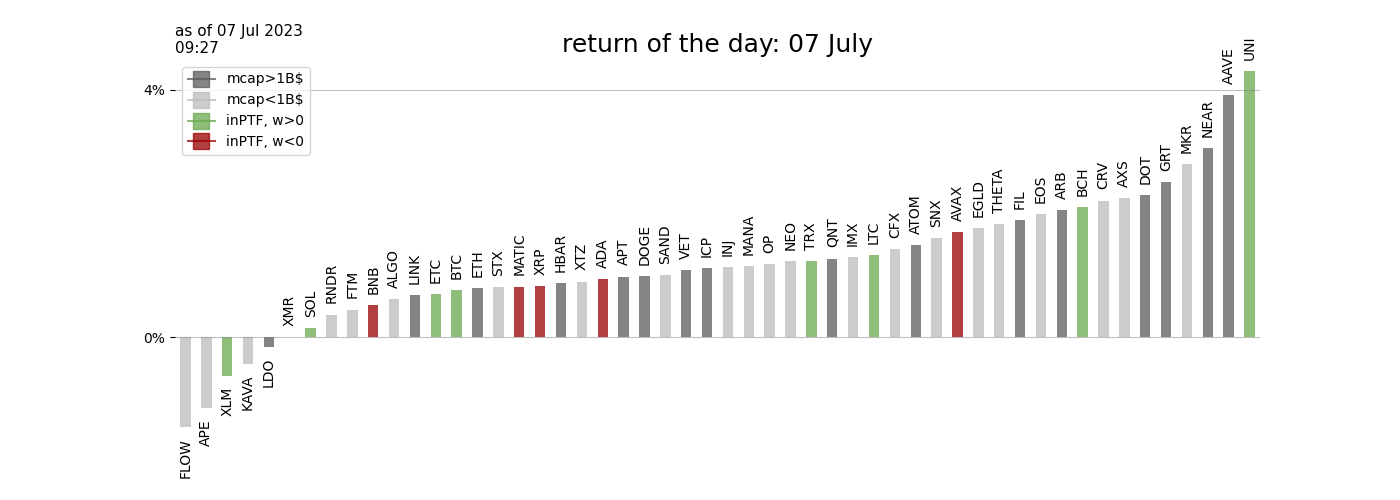 as of 07 Jul 2023
09:27
return of the day: 07 July
mcap>1B$
mcap<1B$
inPTF, w>0
inPTF, w<0
4%
0%
FLOW
APE
XLM
KAVA
LDO
XMR
SOL
RNDR
FTM
BNB
ALGO
LINK
ETC
BTC
ETH
STX
MATIC
XRP
HBAR
XTZ
ADA
APT
DOGE
SAND
VET
ICP
INJ
MANA
OP
NEO
TRX
QNT
IMX
LTC
CFX
ATOM
SNX
AVAX
EGLD
THETA
FIL
EOS
ARB
BCH
CRV
AXS
DOT
GRT
MKR
NEAR
AAVE
UNI